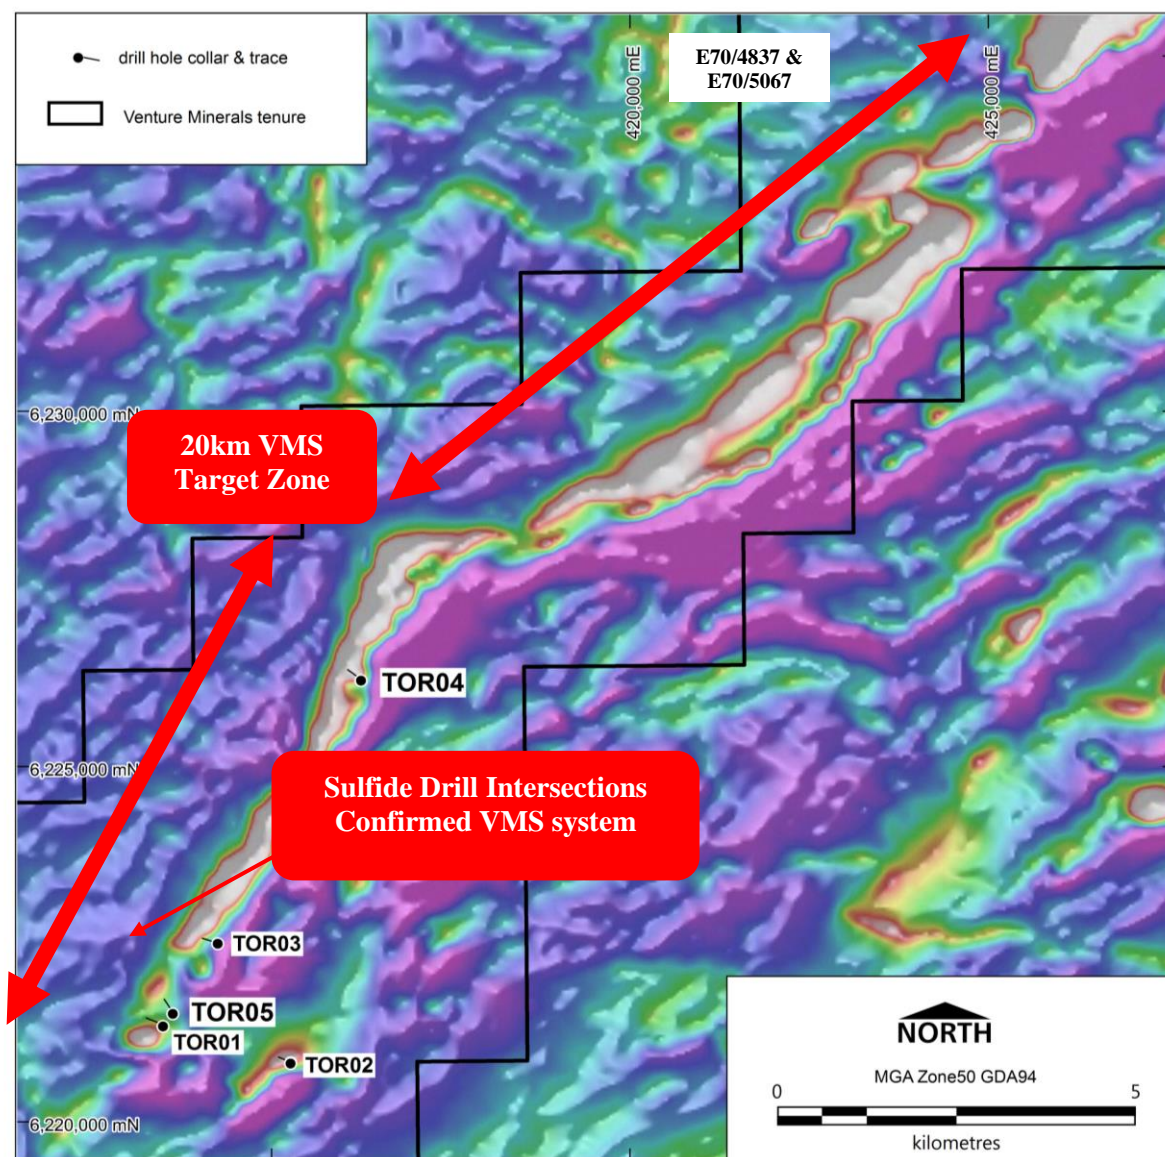 drill hole collar & trace
Venture Minerals tenure
E70/4837 &
E70/5067
420,000 mE
425,000 mE
6,230,000 mN
20km VMS
Target Zone
TOR04
6,225,000 mN
Sulfide Drill Intersections
Confirmed VMS system
TOR03
TOR05
TOR01
TOR02
6,220,000 mN
NORTH
MGA Zone50 GDA94
0 5
kilometres